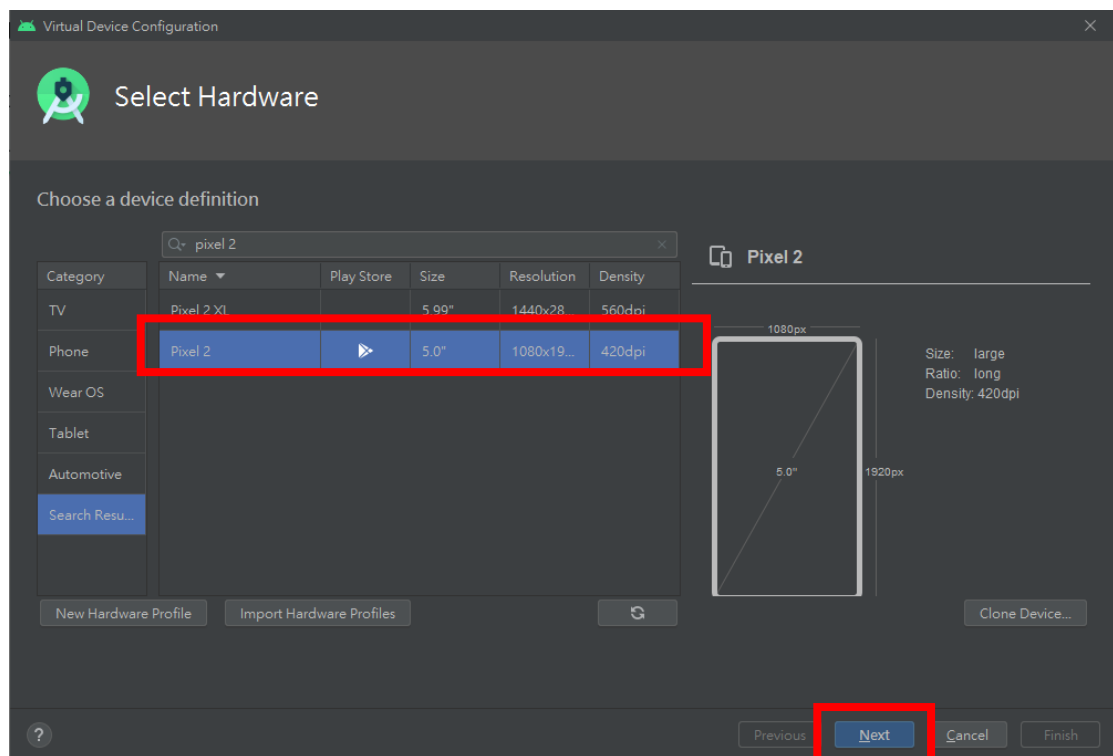 Virtual Device Configuration
Select Hardware
Choose a device definition
pixel 2
Category Name Play Store Size Resolution Density
TV Pixel 2 XL 5.99" 1440x28... 560dpi
Phone Pixel 2 5.0" 1080x19... 420dpi
Wear OS
Tablet
Automotive
Search Resu...
New Hardware Profile Import Hardware Profiles
Pixel 2
1080px
5.0"
1920px
Size: large
Ratio: long
Density: 420dpi
Clone Device...
? Previous Next Cancel Finish